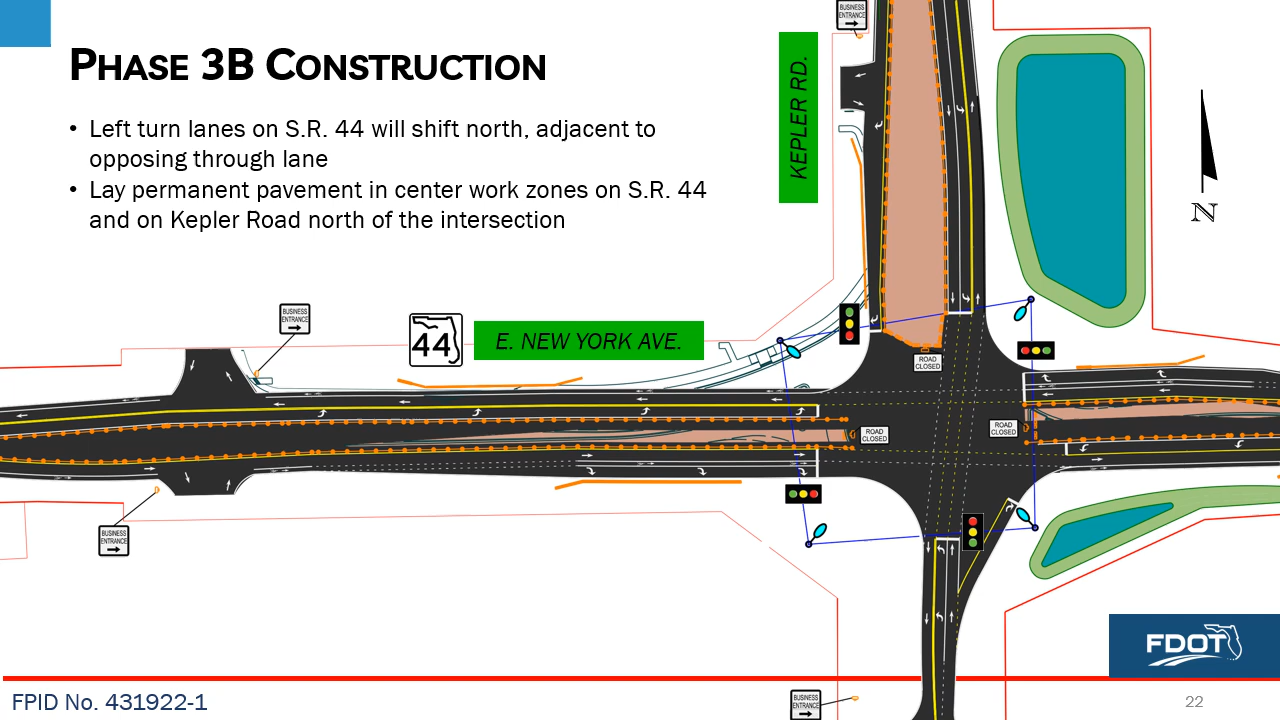 PHASE 3B CONSTRUCTION
• Left turn lanes on S.R. 44 will shift north, adjacent to
opposing through lane
• Lay permanent pavement in center work zones on S.R. 44
and on Kepler Road north of the intersection
BUSINESS
ENTRANCE
KEPLER RD.
N
BUSINESS
ENTRANCE
44
E. NEW YORK AVE.
ROAD
CLOSED
ROAD
CLOSED
ROAD
CLOSED
BUSINESS
ENTRANCE
FDOT
BUSINESS
ENTRANCE
FPID No. 431922-1
22